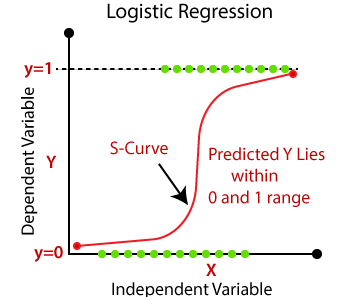 Logistic Regression
y=1
Dependent Variable
Y
S-Curve
Predicted Y Lies
within
0 and 1 range
y=0
X
Independent Variable